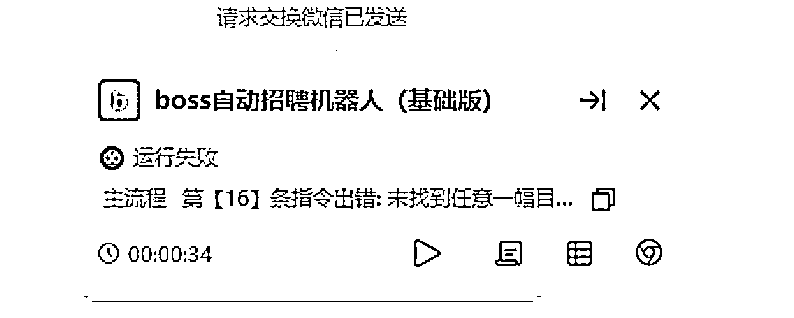 请求交换微信已发送
boss自动招聘机器人（基础版）
运行失败
主流程 第【16】条指令出错: 未找到任意一幅目...
00:00:34